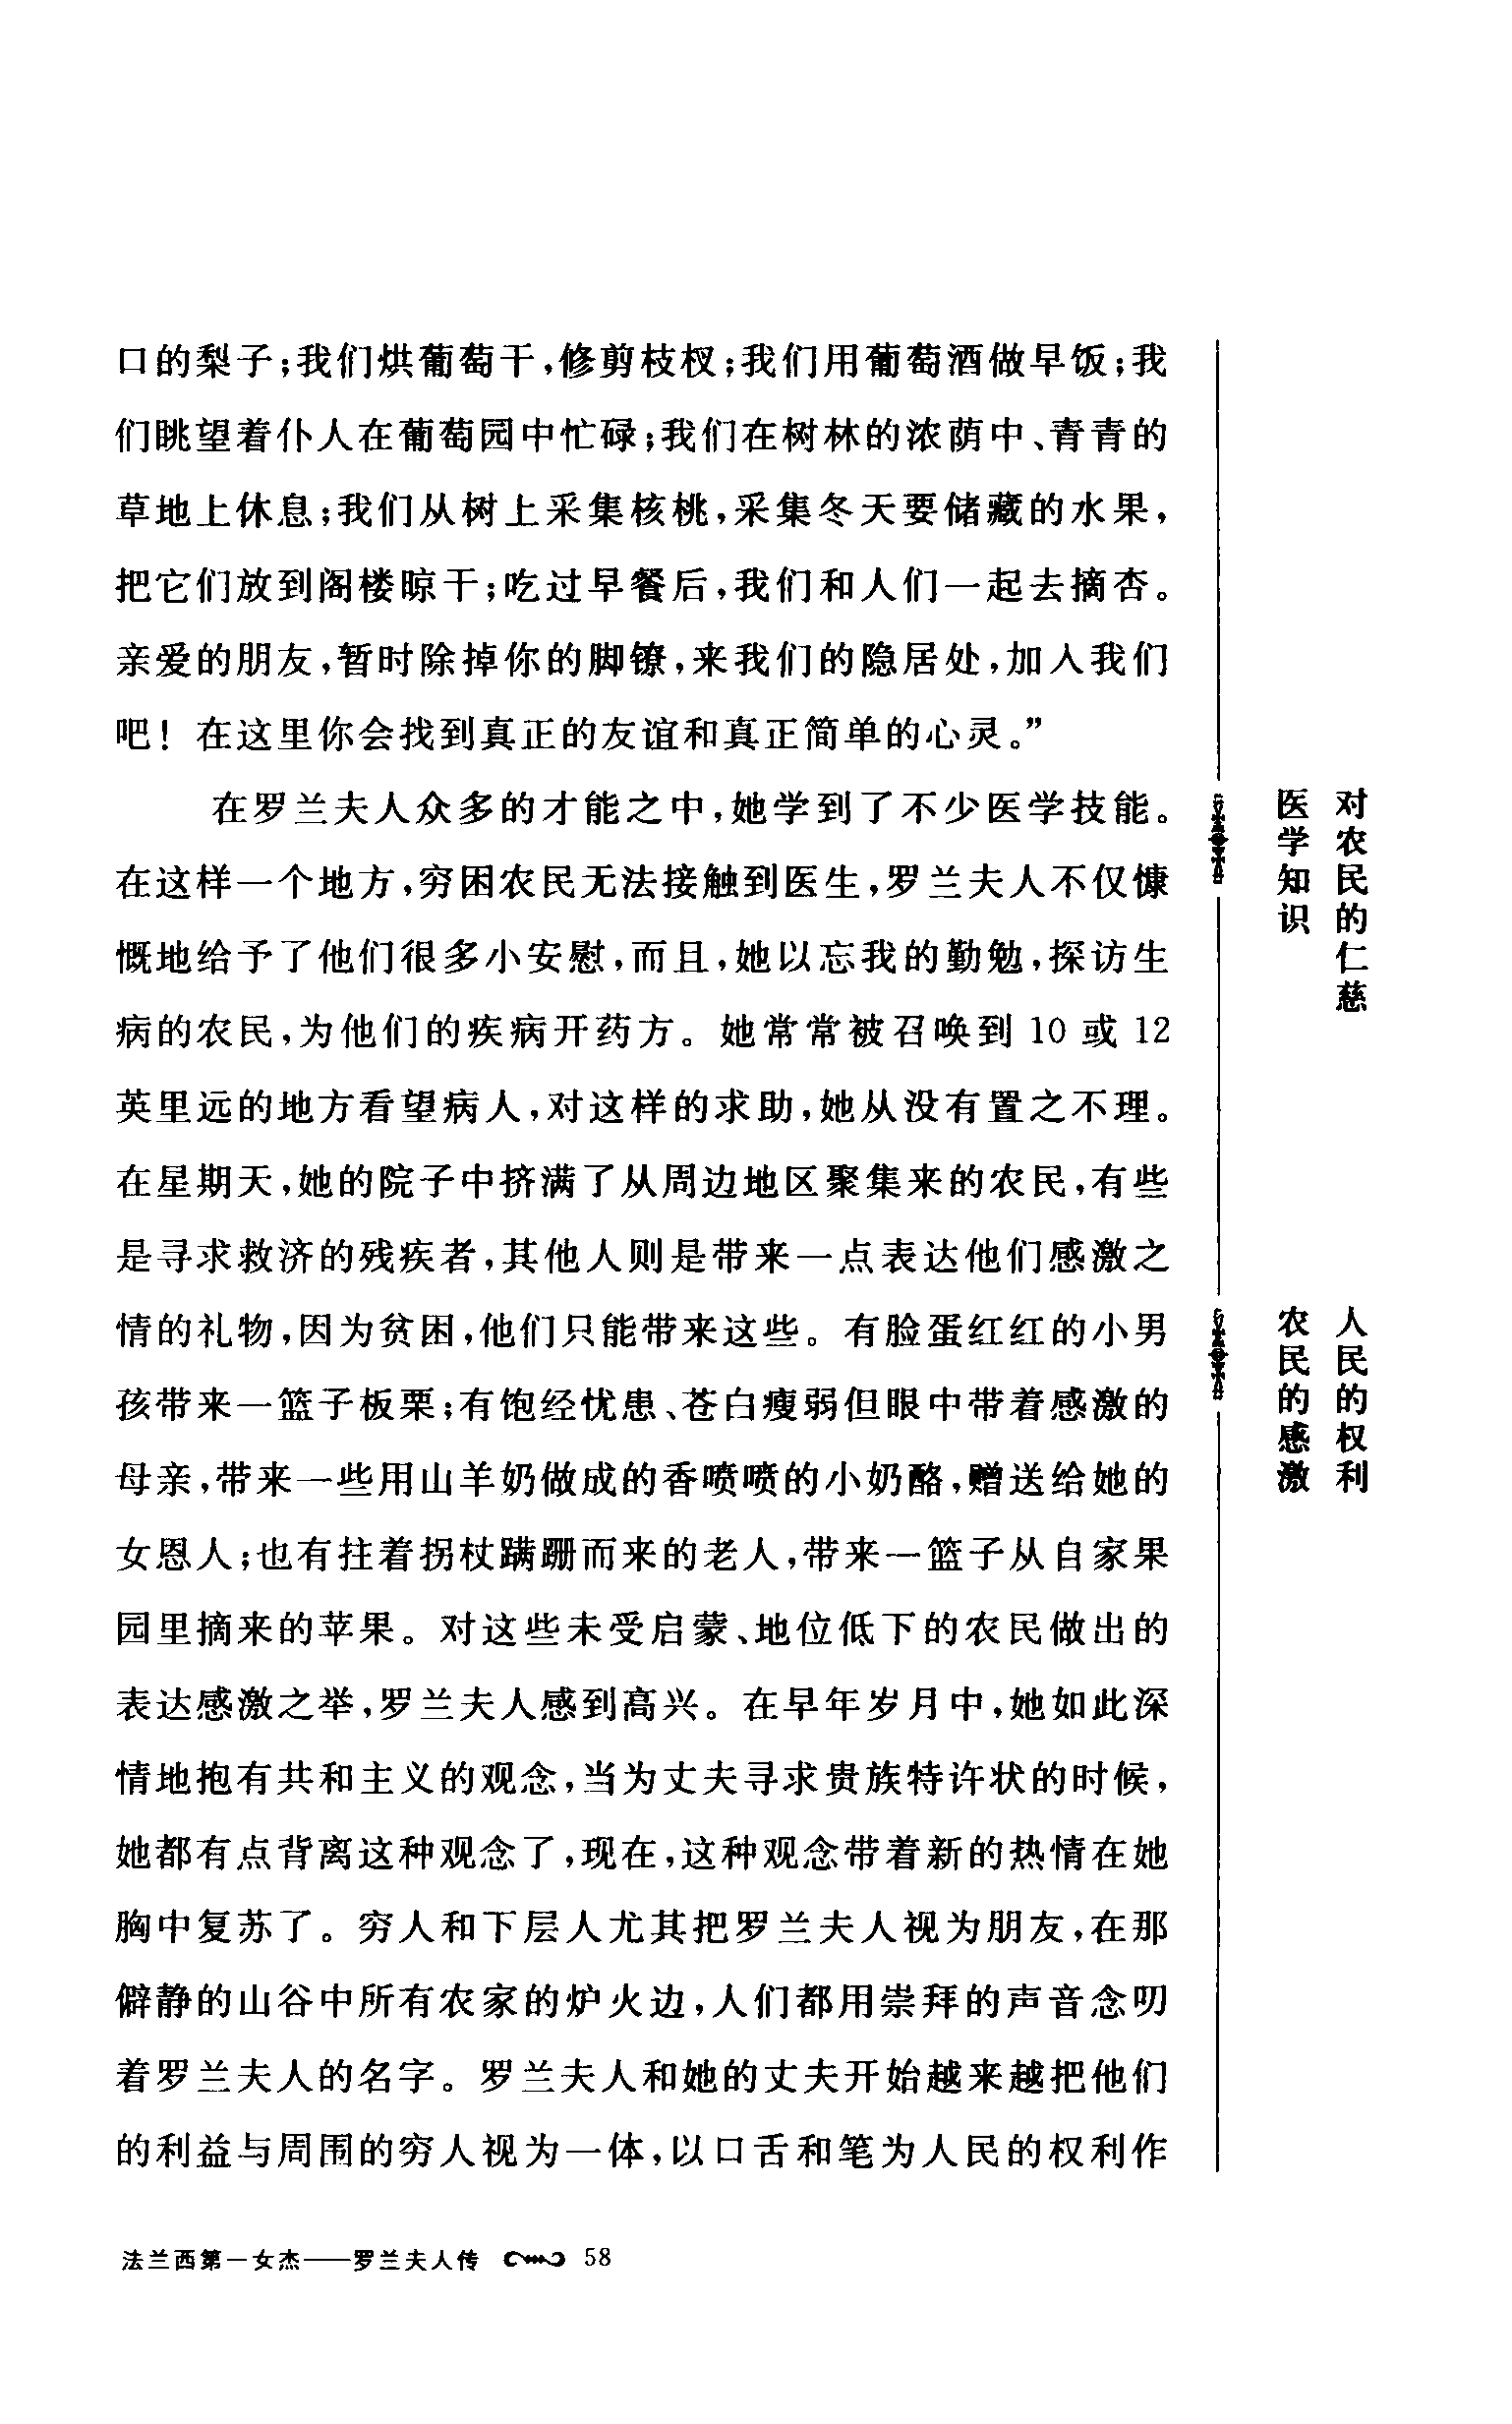 口的梨子;我们烘葡萄干,修剪枝杈;我们用葡萄酒做早饭;我
们眺望着仆人在葡萄园中忙碌;我们在树林的浓荫中、青青的
草地上休息;我们从树上采集核桃,采集冬天要储藏的水果,
把它们放到阁楼晾干;吃过早餐后,我们和人们一起去摘杏。
亲爱的朋友,暂时除掉你的脚镣,来我们的隐居处,加入我们
吧！在这里你会找到真正的友谊和真正简单的心灵。”
在罗兰夫人众多的才能之中,她学到了不少医学技能。
在这样一个地方,穷困农民无法接触到医生,罗兰夫人不仅慷
慨地给予了他们很多小安慰,而且,她以忘我的勤勉,探访生
病的农民,为他们的疾病开药方。她常常被召唤到 10 或 12
英里远的地方看望病人,对这样的求助,她从没有置之不理。
在星期天,她的院子中挤满了从周边地区聚集来的农民,有些
是寻求救济的残疾者,其他人则是带来一点表达他们感激之
情的礼物,因为贫困,他们只能带来这些。有脸蛋红红的小男
孩带来一篮子板栗;有饱经忧患、苍白瘦弱但眼中带着感激的
母亲,带来一些用山羊奶做成的香喷喷的小奶酪,赠送给她的
女恩人;也有拄着拐杖蹒跚而来的老人,带来一篮子从自家果
园里摘来的苹果。对这些未受启蒙、地位低下的农民做出的
表达感激之举,罗兰夫人感到高兴。在早年岁月中,她如此深
情地抱有共和主义的观念,当为丈夫寻求贵族特许状的时候,
她都有点背离这种观念了,现在,这种观念带着新的热情在她
胸中复苏了。穷人和下层人尤其把罗兰夫人视为朋友,在那
僻静的山谷中所有农家的炉火边,人们都用崇拜的声音念叨
着罗兰夫人的名字。罗兰夫人和她的丈夫开始越来越把他们
的利益与周围的穷人视为一体,以口舌和笔为人民的权利作
对农民的仁慈
医学知识
人民的权利
农民的感激
法兰西第一女杰——罗兰夫人传 58